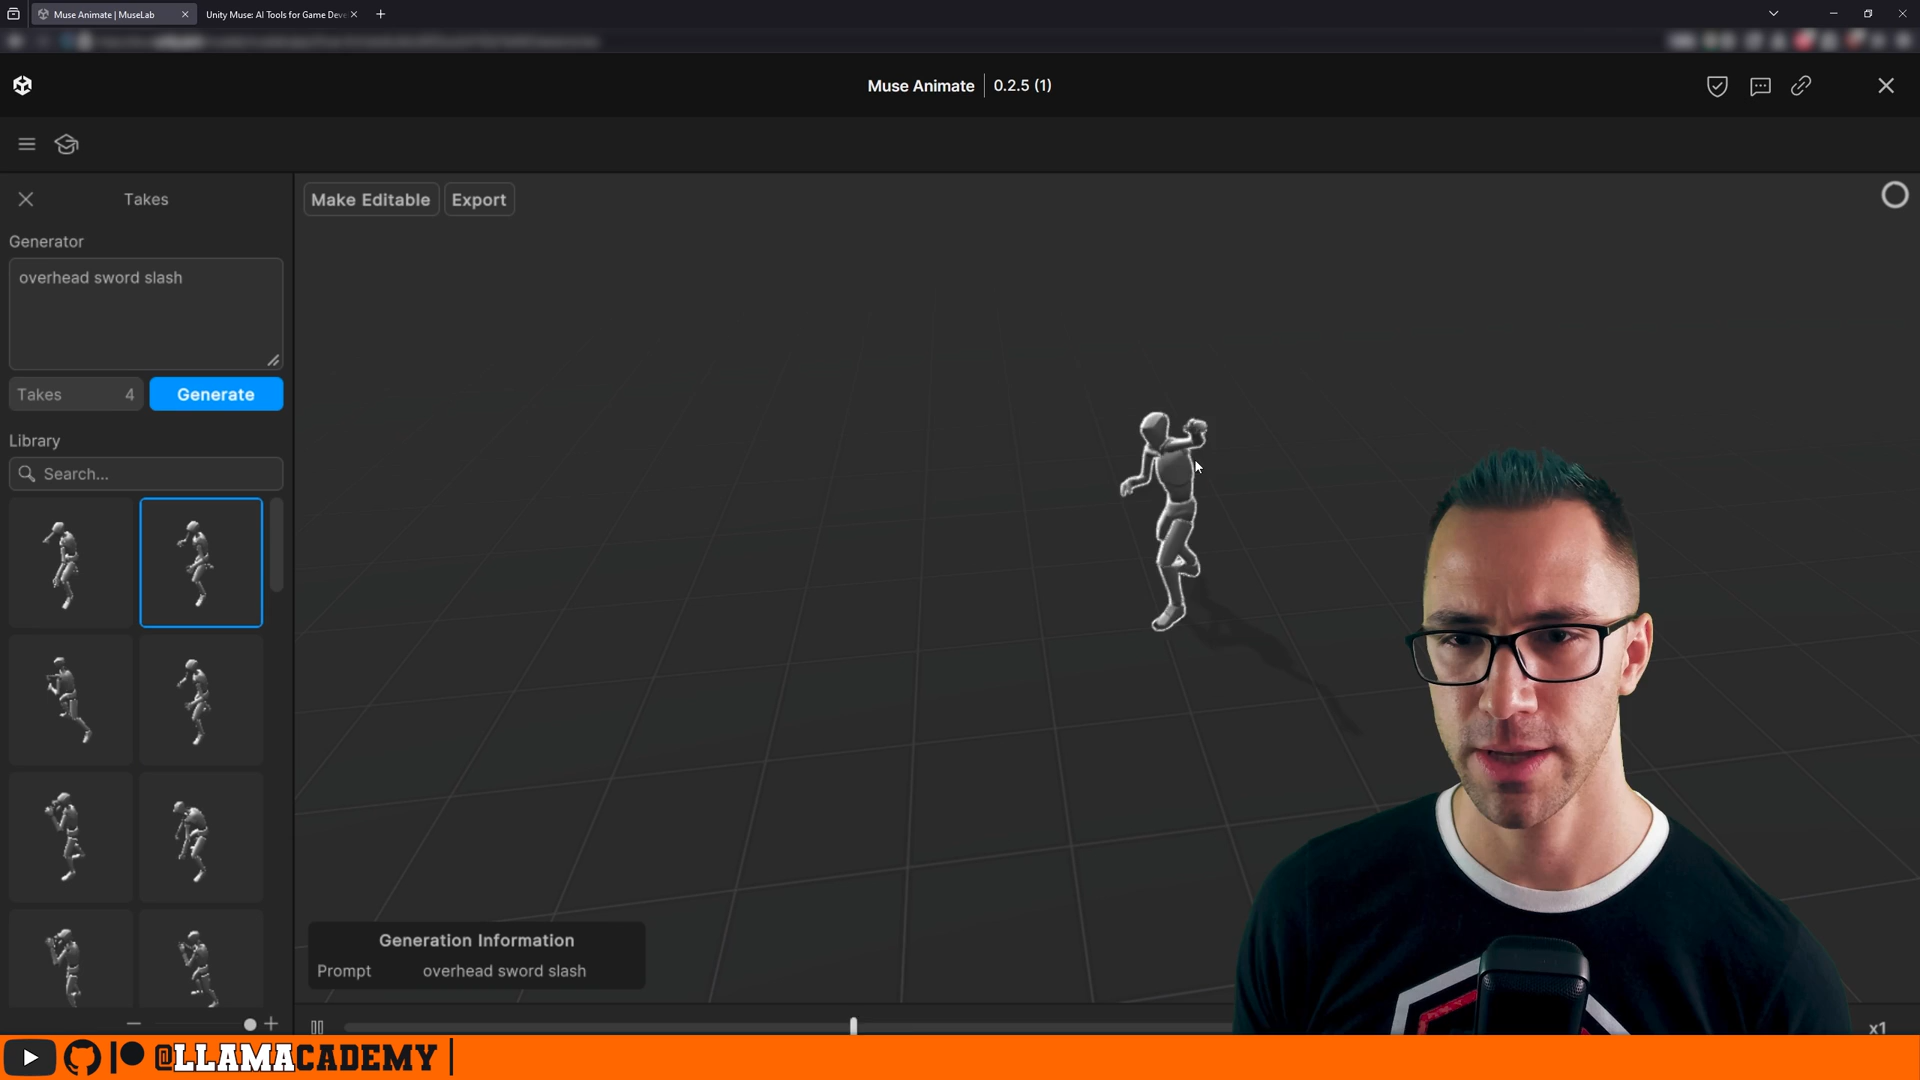 Muse Animate | MuseLab
Unity Muse: AI Tools for Game Deve
Muse Animate
0.2.5 (1)
Takes
Make Editable
Export
Generator
overhead sword slash
Takes 4
Generate
Library
Search...
Generation Information
Prompt overhead sword slash
x1
@LLAMACADEMY